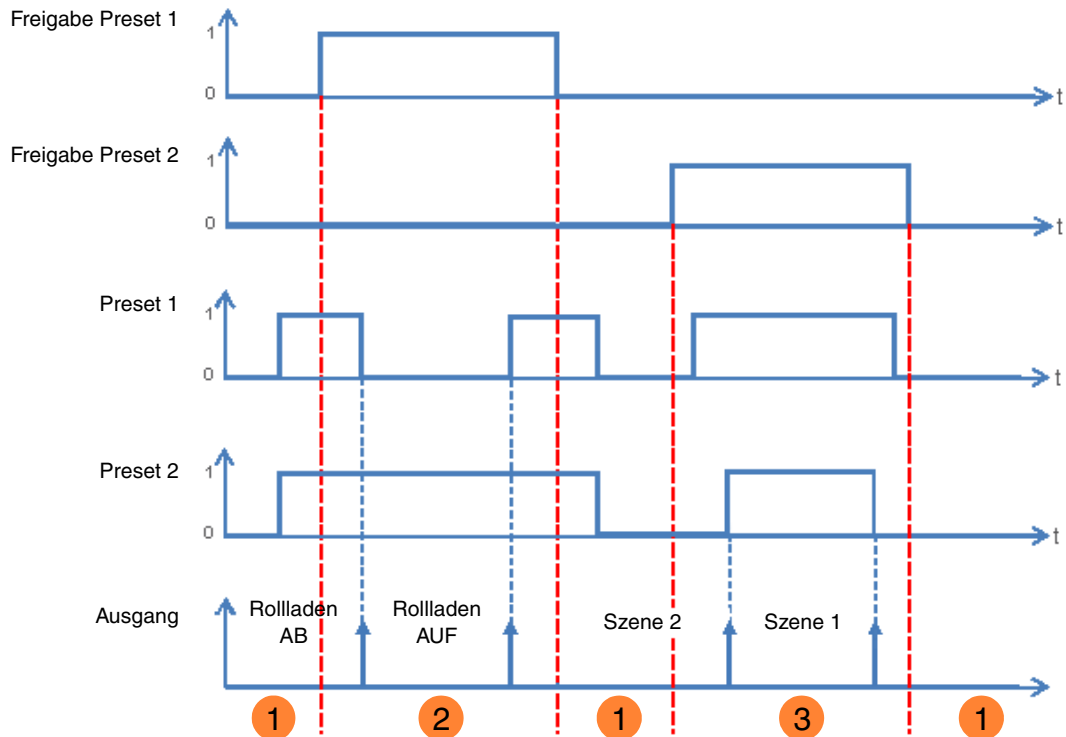 Freigabe Preset 1
1
0
t
Freigabe Preset 2
1
0
t
Preset 1
1
0
t
Preset 2
1
0
t
Ausgang
Rollladen
AB
Rollladen
AUF
Szene 2
Szene 1
1
2
1
3
1